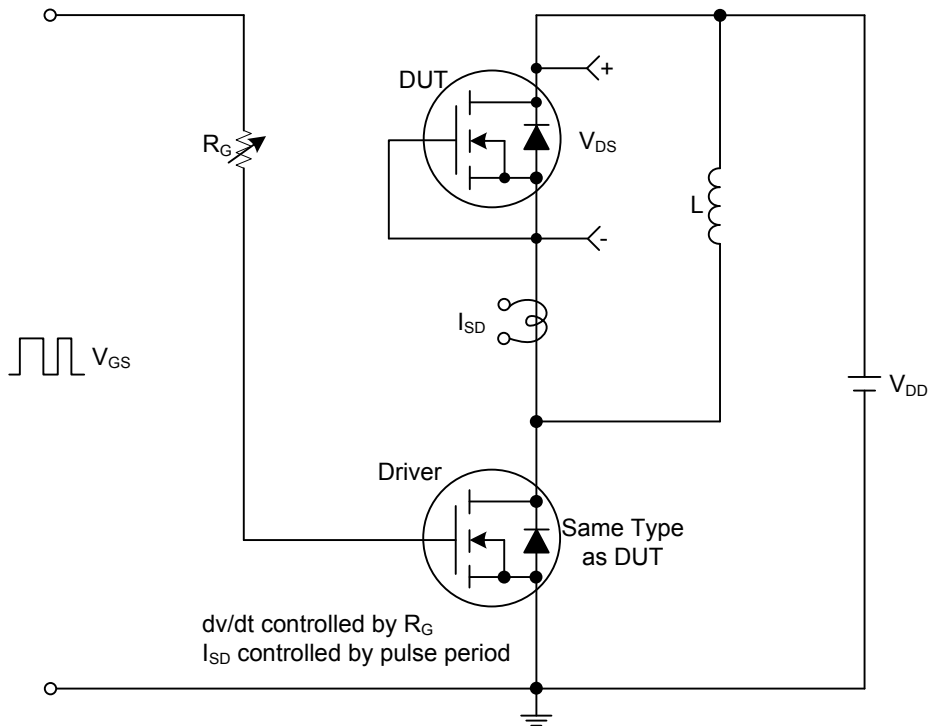 DUT
+
R_G
V_DS
L
-
I_SD
V_GS
V_DD
Driver
Same Type
as DUT
dv/dt controlled by R_G
I_SD controlled by pulse period